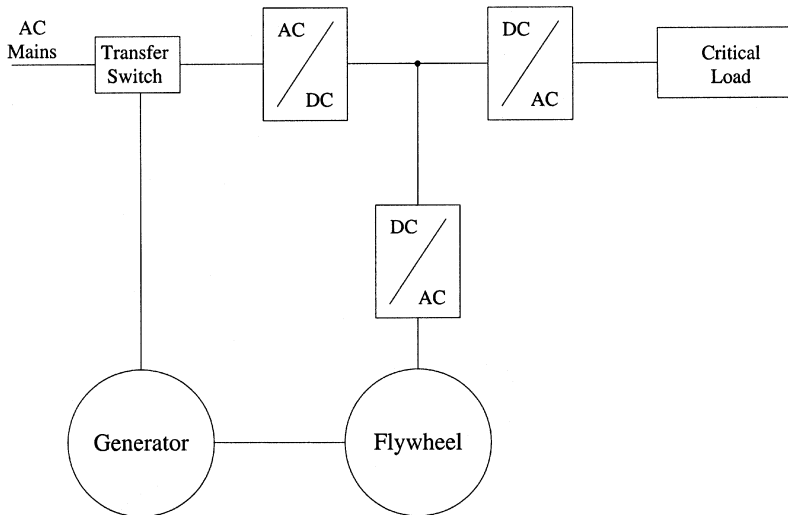 AC
Mains
Transfer
Switch
AC
DC
DC
AC
Critical
Load
DC
AC
Generator
Flywheel